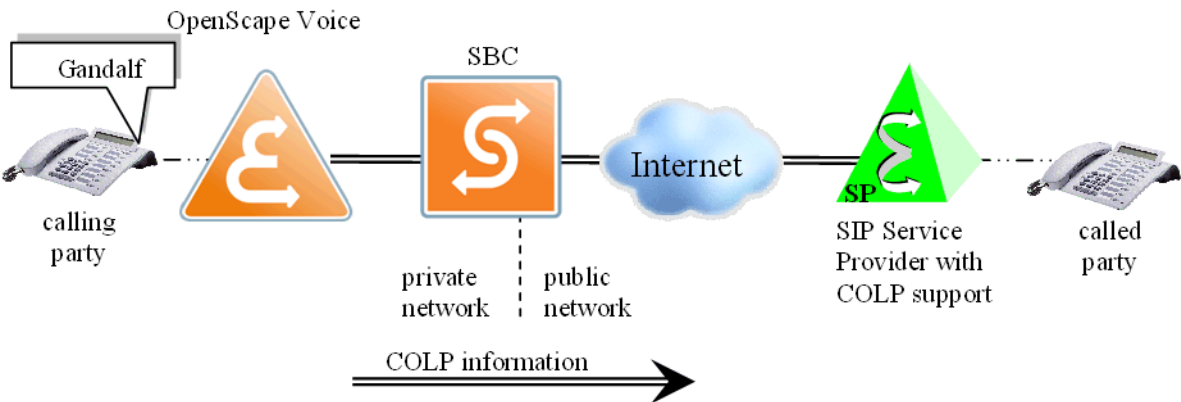 OpenScape Voice
Gandalf
SBC
Internet
SP
calling
party
SIP Service
Provider with
COLP support
called
party
private
network
public
network
COLP information